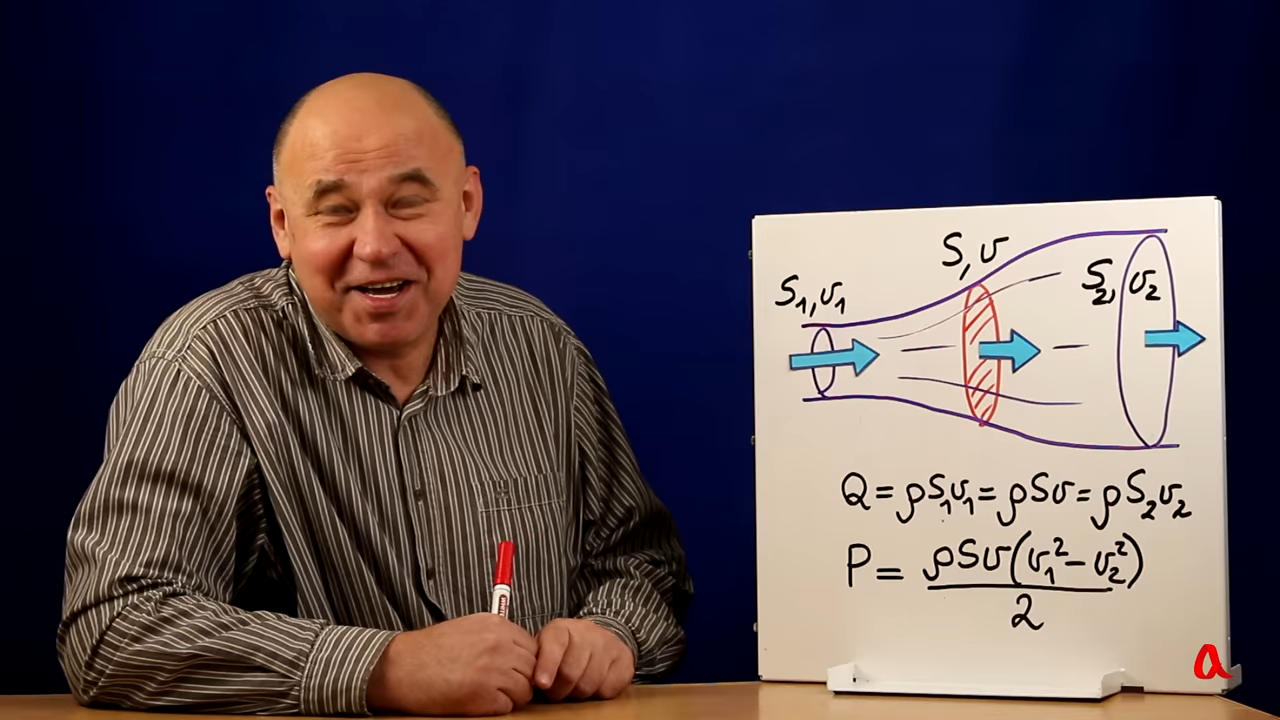 S, υ
S₁, υ₁
S₂, υ₂
Q = ρS₁υ₁ = ρSυ = ρS₂υ₂
P = ρSυ(υ₁² − υ₂²)
2
a